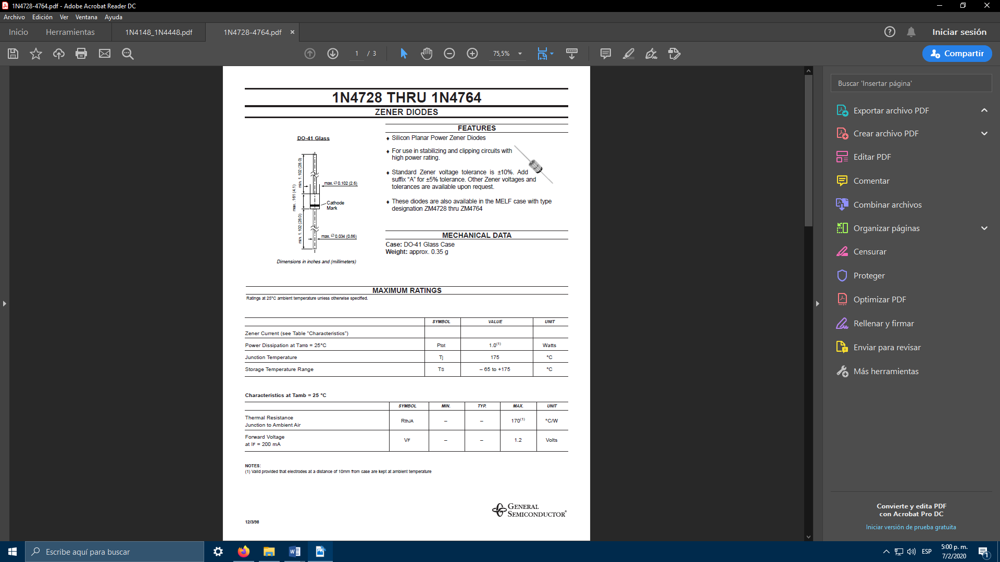 1N4728-4764.pdf - Adobe Acrobat Reader DC
Archivo Edición Ver Ventana Ayuda
Inicio Herramientas 1N4148_1N4448.pdf 1N4728-4764.pdf × Iniciar sesión
1 / 3 75,5% Compartir
1N4728 THRU 1N4764
ZENER DIODES
DO-41 Glass
min. 1.102 (28.0)
max. Ø 0.102 (2.6)
max. .161 (4.1)
Cathode
Mark
min. 1.102 (28.0)
max. Ø 0.034 (0.86)
Dimensions in inches and (millimeters)
FEATURES
♦ Silicon Planar Power Zener Diodes
♦ For use in stabilizing and clipping circuits with
high power rating.
♦ Standard Zener voltage tolerance is ±10%. Add
suffix “A” for ±5% tolerance. Other Zener voltages and
tolerances are available upon request.
♦ These diodes are also available in the MELF case with type
designation ZM4728 thru ZM4764
MECHANICAL DATA
Case: DO-41 Glass Case
Weight: approx. 0.35 g
MAXIMUM RATINGS
Ratings at 25°C ambient temperature unless otherwise specified.
SYMBOL VALUE UNIT
Zener Current (see Table “Characteristics”)
Power Dissipation at Tamb = 25°C Ptot 1.0(1) Watts
Junction Temperature Tj 175 °C
Storage Temperature Range TS – 65 to +175 °C
Characteristics at Tamb = 25 °C
SYMBOL MIN. TYP. MAX. UNIT
Thermal Resistance
Junction to Ambient Air RthJA – – 170(1) °C/W
Forward Voltage
at IF = 200 mA VF – – 1.2 Volts
NOTES:
(1) Valid provided that electrodes at a distance of 10mm from case are kept at ambient temperature
GENERAL
SEMICONDUCTOR®
12/3/98
Buscar 'Insertar página'
Exportar archivo PDF
Crear archivo PDF
Editar PDF
Comentar
Combinar archivos
Organizar páginas
Censurar
Proteger
Optimizar PDF
Rellenar y firmar
Enviar para revisar
Más herramientas
Convierte y edita PDF
con Acrobat Pro DC
Iniciar versión de prueba gratuita
Escribe aquí para buscar
ESP
5:00 p. m.
7/2/2020
1